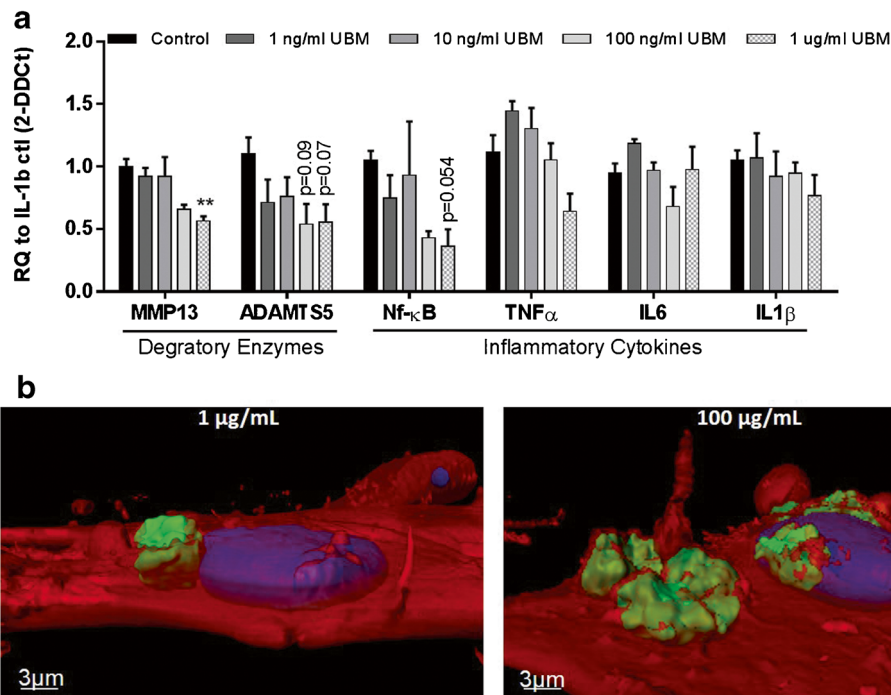 a
RQ to IL-1b ctl (2-DDCt)
2.0
1.5
1.0
0.5
0.0
Control 1 ng/ml UBM 10 ng/ml UBM 100 ng/ml UBM 1 ug/ml UBM
**
p=0.09
p=0.07
p=0.054
MMP13 ADAMTS5 Nf-κB TNFα IL6 IL1β
Degratory Enzymes Inflammatory Cytokines
b
1 µg/mL
3µm
100 µg/mL
3µm